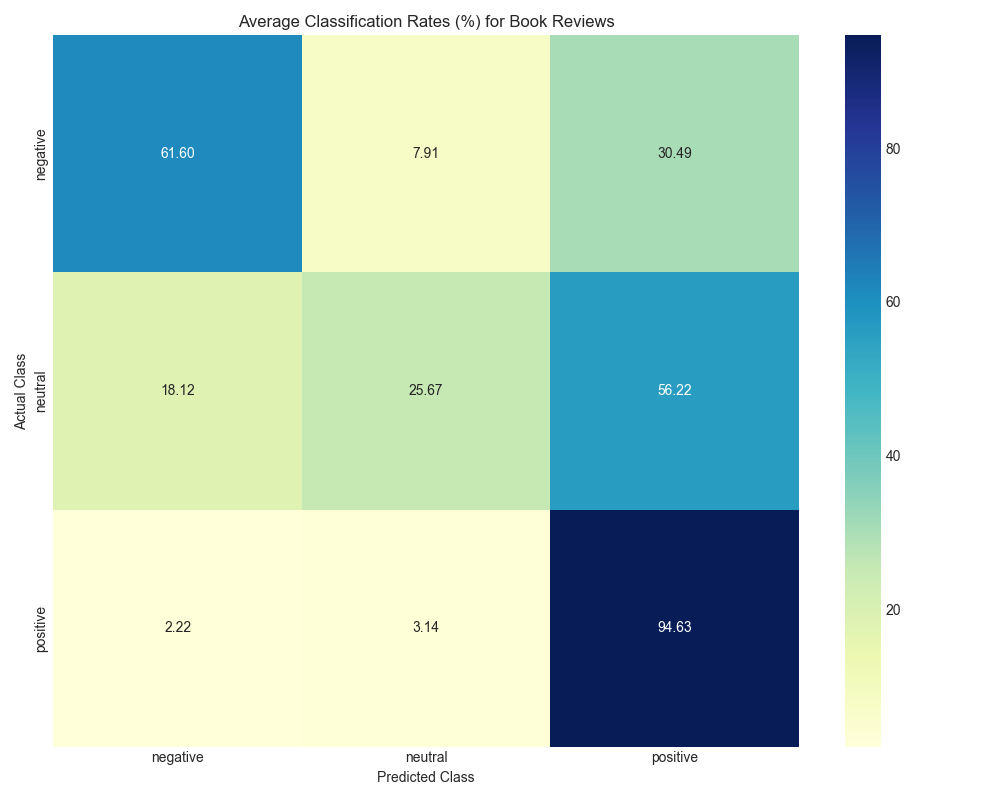 Average Classification Rates (%) for Book Reviews
negative
61.60
7.91
30.49
Actual Class
neutral
18.12
25.67
56.22
positive
2.22
3.14
94.63
negative
neutral
positive
Predicted Class
80
60
40
20